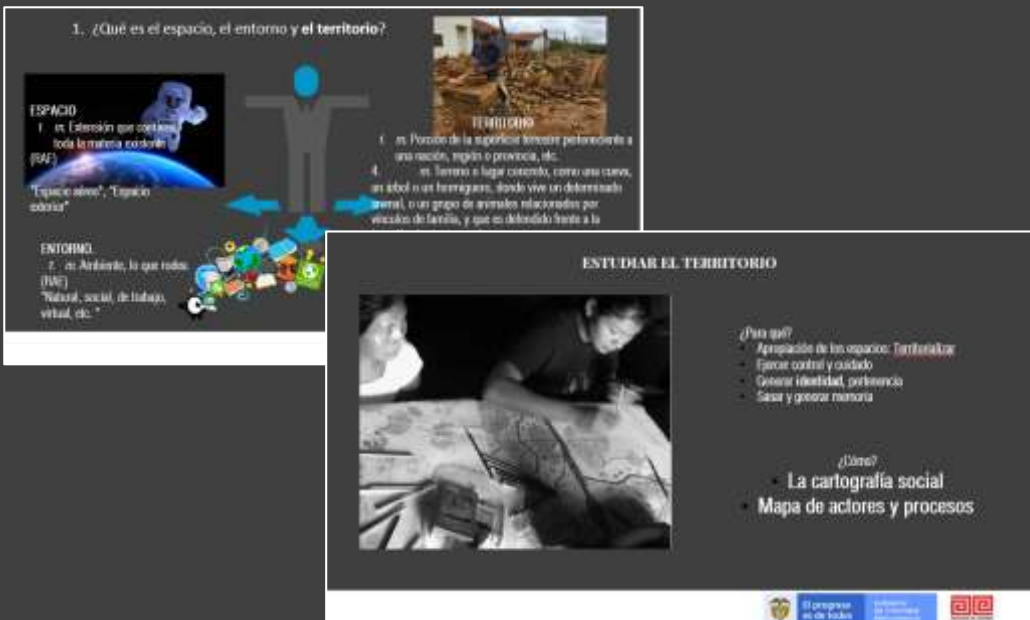 1. ¿Qué es el espacio, el entorno y el territorio?
ESPACIO
1. m. Extensión que contiene
toda la materia existente
(RAE)
"Espacio aéreo", "Espacio
exterior"
TERRITORIO
1. m. Porción de la superficie terrestre perteneciente a
una nación, región o provincia, etc.
4. m. Terreno o lugar concreto, como una cueva,
un árbol o un hormiguero, donde vive un determinado
animal, o un grupo de animales relacionados por
vínculos de familia, y que es defendido frente a la
ENTORNO.
1. m. Ambiente, lo que rodea.
(RAE)
"Natural, social, de trabajo,
virtual, etc. "
ESTUDIAR EL TERRITORIO
¿Para qué?
• Apropiación de los espacios: Territorializar
• Ejercer control y cuidado
• Generar identidad, pertenencia
• Sanar y generar memoria
¿Cómo?
• La cartografía social
• Mapa de actores y procesos
El progreso
es de todos